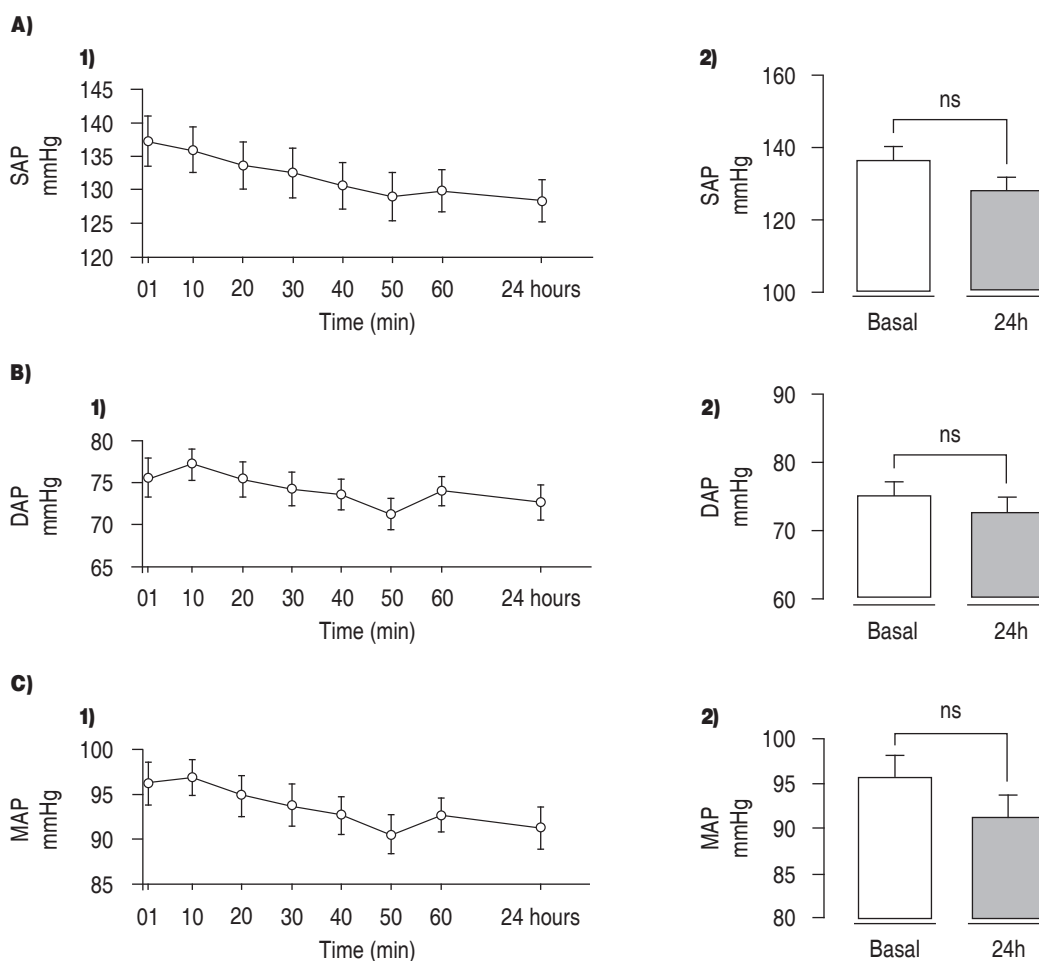 A)
1)
SAP
mmHg
145
140
135
130
125
120
01 10 20 30 40 50 60 24 hours
Time (min)
2)
SAP
mmHg
160
140
120
100
ns
Basal 24h
B)
1)
DAP
mmHg
80
75
70
65
01 10 20 30 40 50 60 24 hours
Time (min)
2)
DAP
mmHg
90
80
70
60
ns
Basal 24h
C)
1)
MAP
mmHg
100
95
90
85
01 10 20 30 40 50 60 24 hours
Time (min)
2)
MAP
mmHg
100
95
90
85
80
ns
Basal 24h